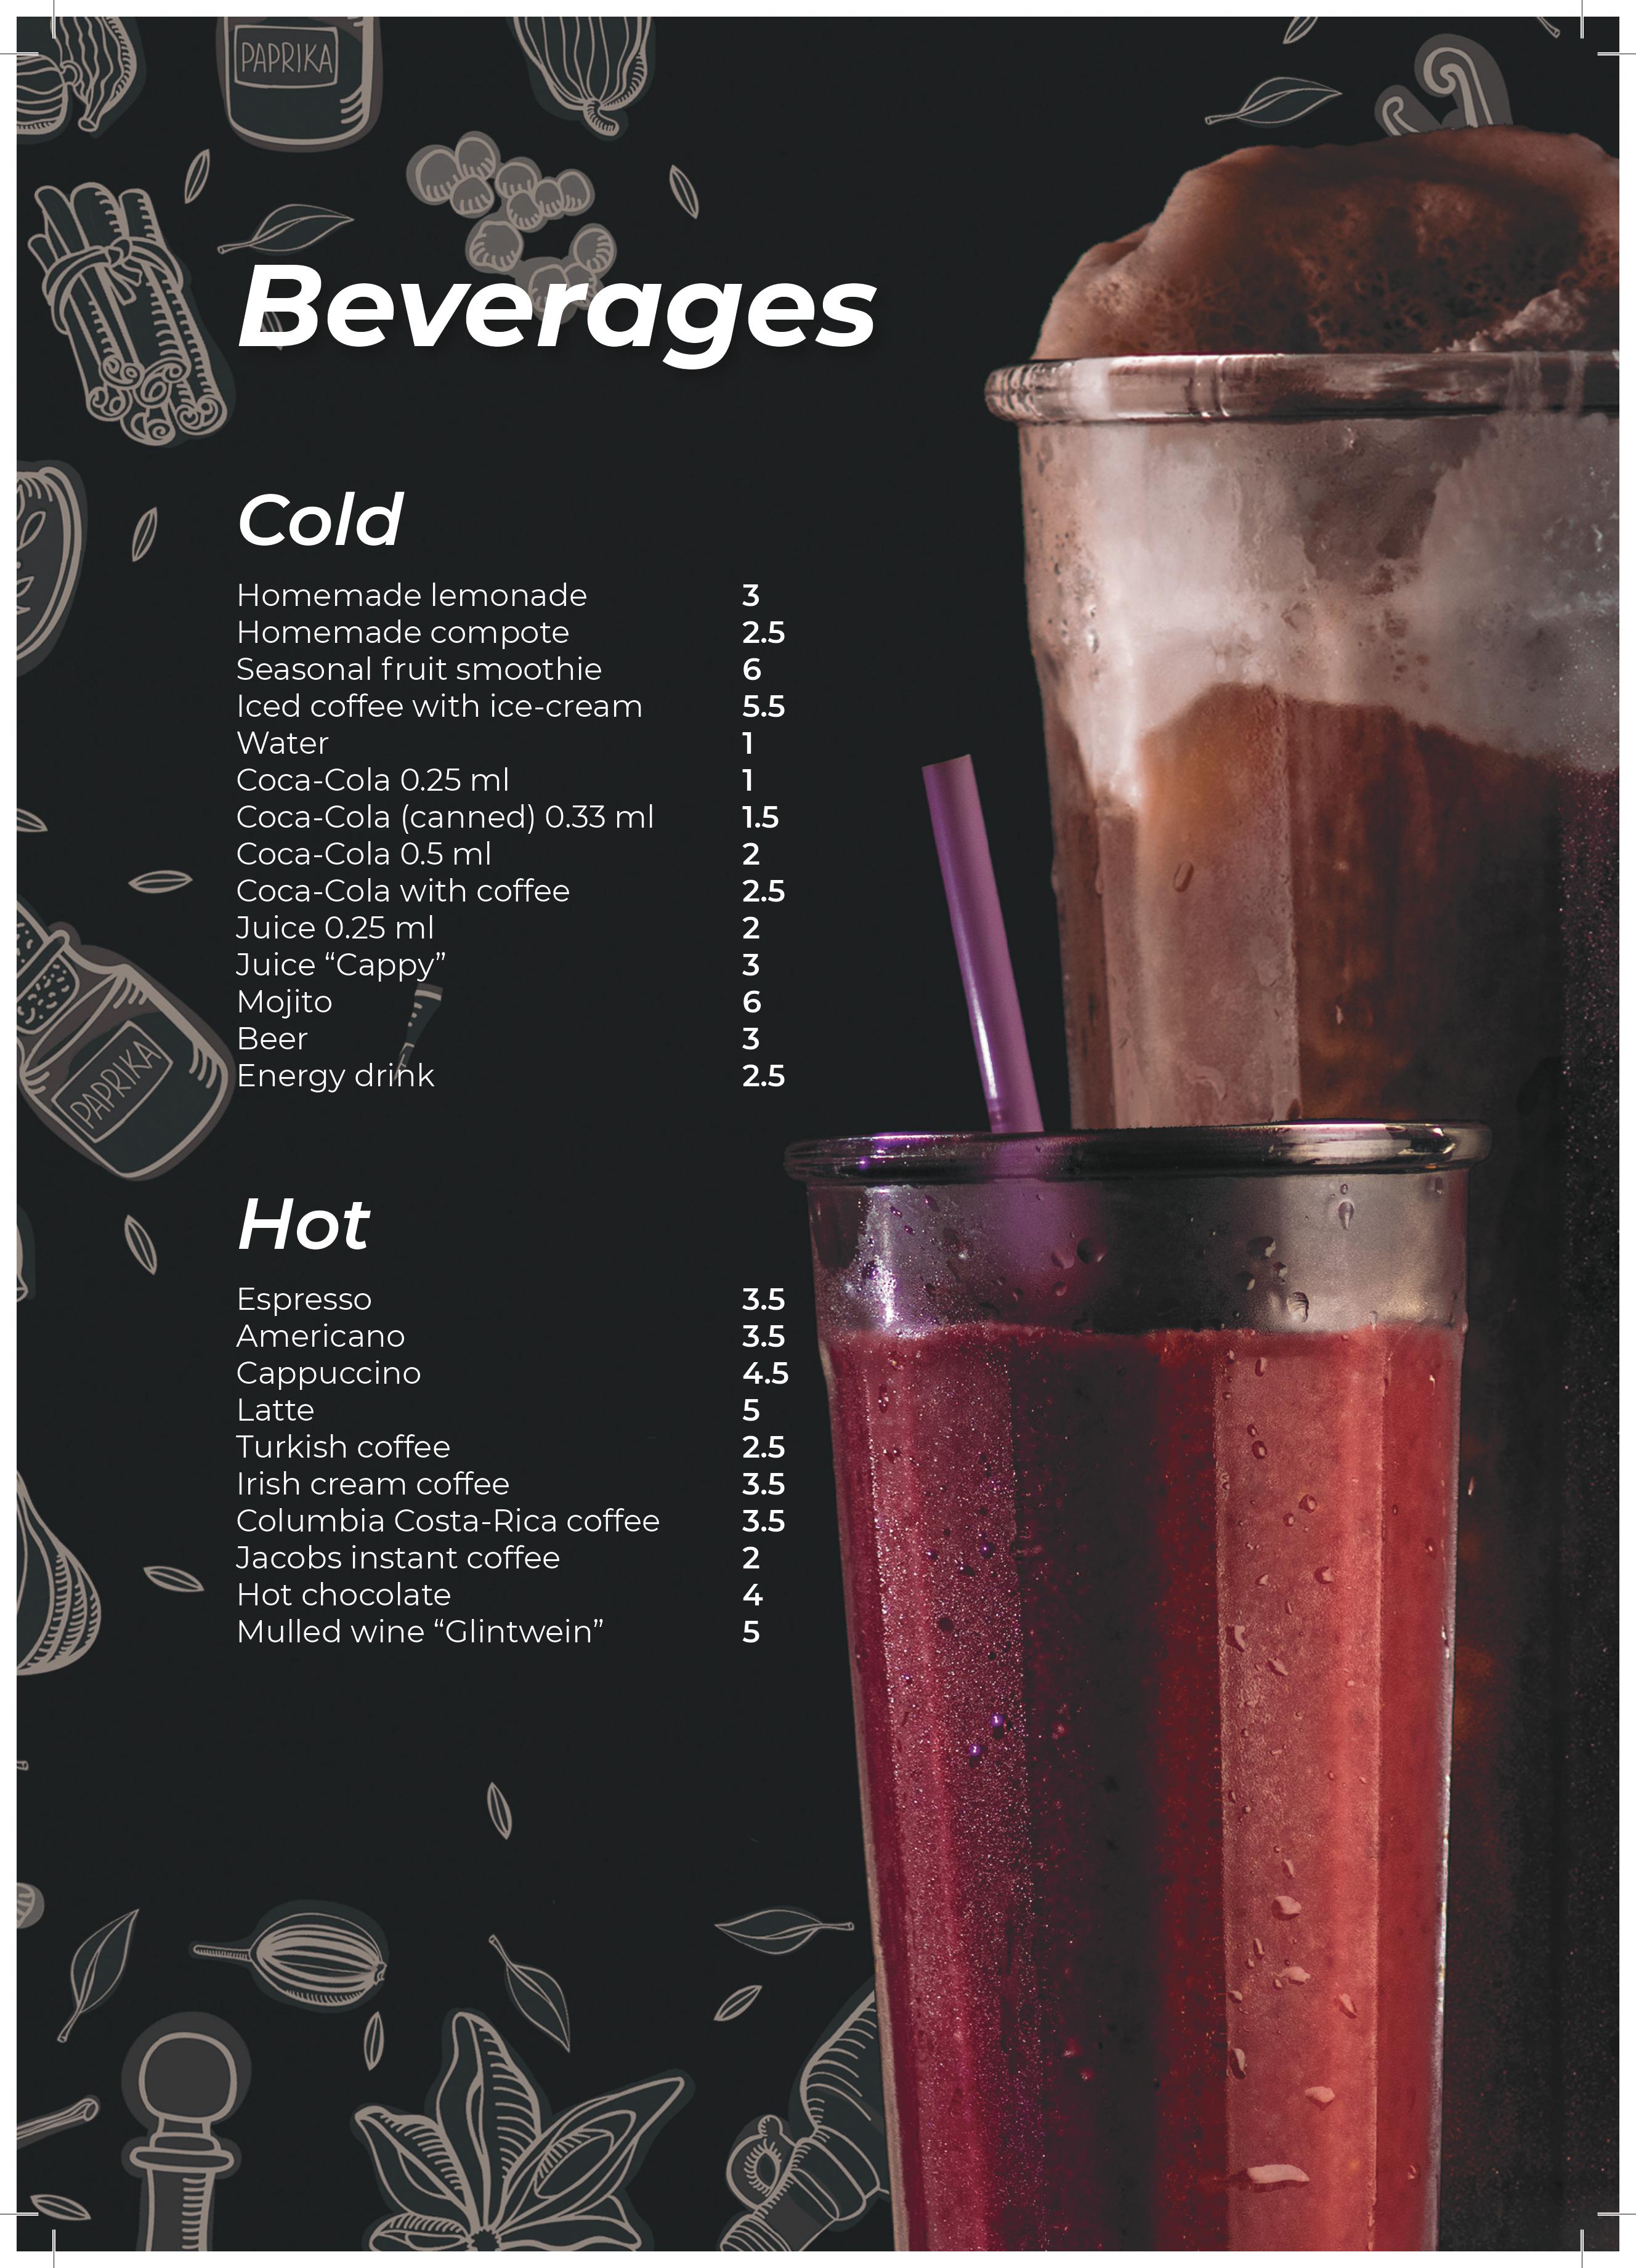 PAPRIKA
Beverages
Cold
Homemade lemonade 3
Homemade compote 2.5
Seasonal fruit smoothie 6
Iced coffee with ice-cream 5.5
Water 1
Coca-Cola 0.25 ml 1
Coca-Cola (canned) 0.33 ml 1.5
Coca-Cola 0.5 ml 2
Coca-Cola with coffee 2.5
Juice 0.25 ml 2
Juice “Cappy” 3
Mojito 6
Beer 3
Energy drink 2.5
PAPRIKA
Hot
Espresso 3.5
Americano 3.5
Cappuccino 4.5
Latte 5
Turkish coffee 2.5
Irish cream coffee 3.5
Columbia Costa-Rica coffee 3.5
Jacobs instant coffee 2
Hot chocolate 4
Mulled wine “Glintwein” 5